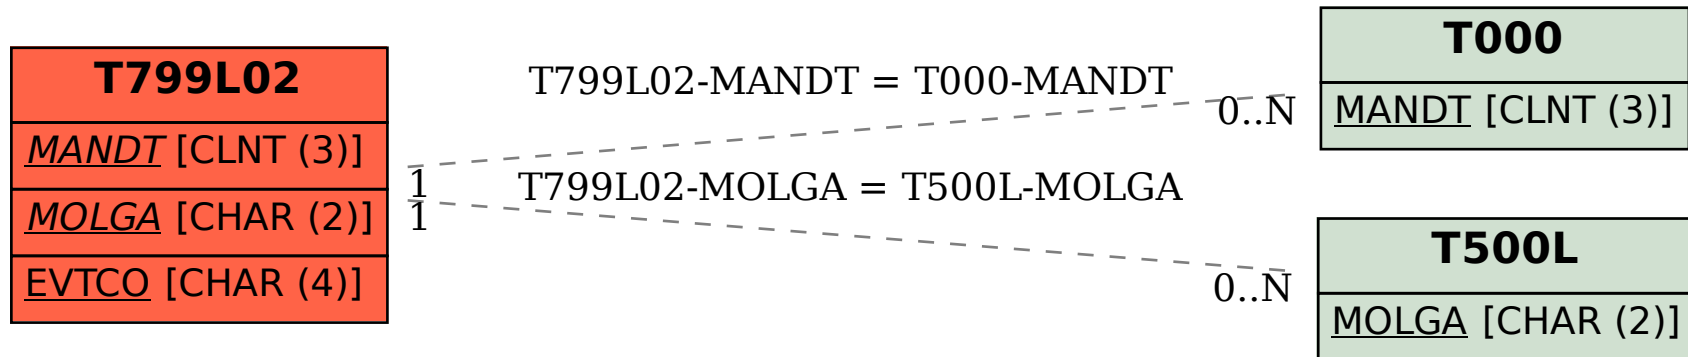 T799L02
MANDT [CLNT (3)]
MOLGA [CHAR (2)]
EVTCO [CHAR (4)]
T799L02-MANDT = T000-MANDT
0..N
1
T799L02-MOLGA = T500L-MOLGA
1
0..N
T000
MANDT [CLNT (3)]
T500L
MOLGA [CHAR (2)]